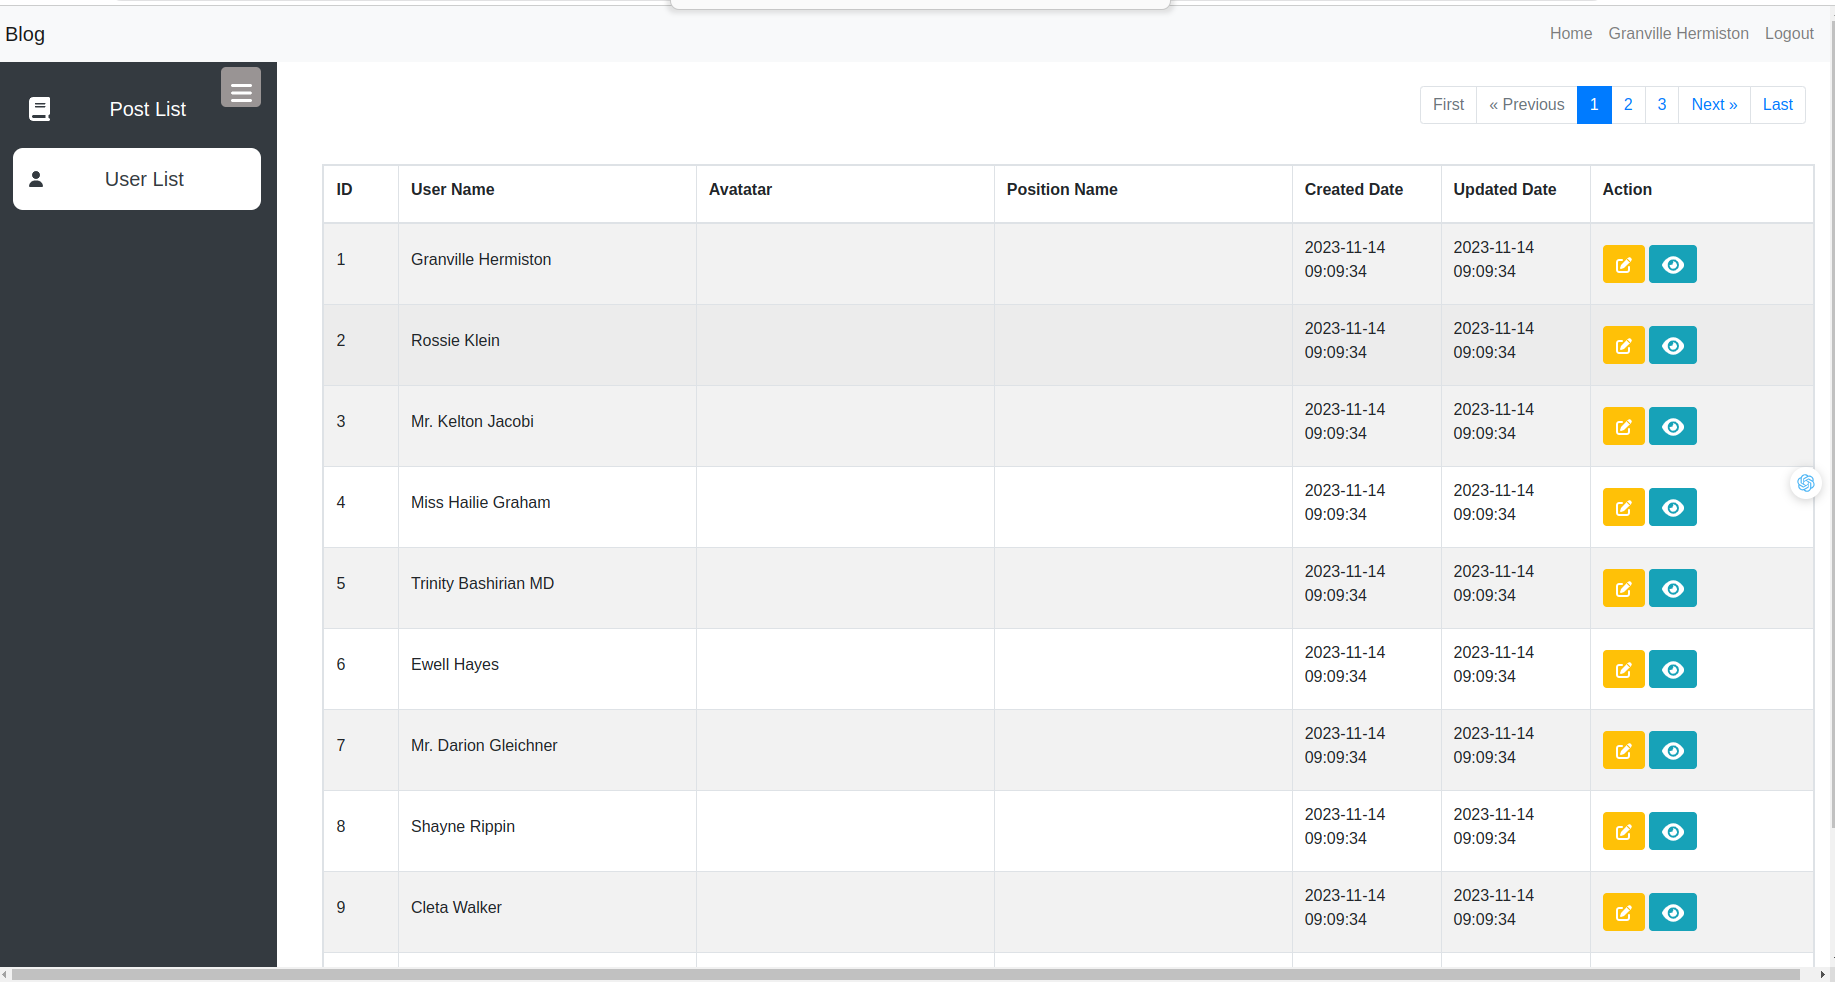 Blog
Home Granville Hermiston Logout
Post List
User List
First « Previous 1 2 3 Next » Last
ID User Name Avatatar Position Name Created Date Updated Date Action
1 Granville Hermiston 2023-11-14 09:09:34 2023-11-14 09:09:34
2 Rossie Klein 2023-11-14 09:09:34 2023-11-14 09:09:34
3 Mr. Kelton Jacobi 2023-11-14 09:09:34 2023-11-14 09:09:34
4 Miss Hailie Graham 2023-11-14 09:09:34 2023-11-14 09:09:34
5 Trinity Bashirian MD 2023-11-14 09:09:34 2023-11-14 09:09:34
6 Ewell Hayes 2023-11-14 09:09:34 2023-11-14 09:09:34
7 Mr. Darion Gleichner 2023-11-14 09:09:34 2023-11-14 09:09:34
8 Shayne Rippin 2023-11-14 09:09:34 2023-11-14 09:09:34
9 Cleta Walker 2023-11-14 09:09:34 2023-11-14 09:09:34